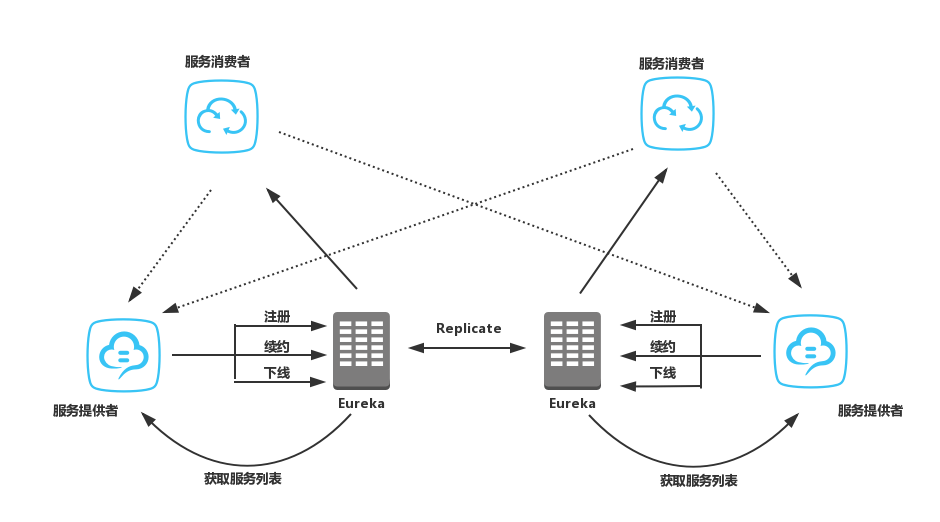 服务消费者
服务消费者
注册
续约
下线
Replicate
注册
续约
下线
Eureka
Eureka
服务提供者
服务提供者
获取服务列表
获取服务列表